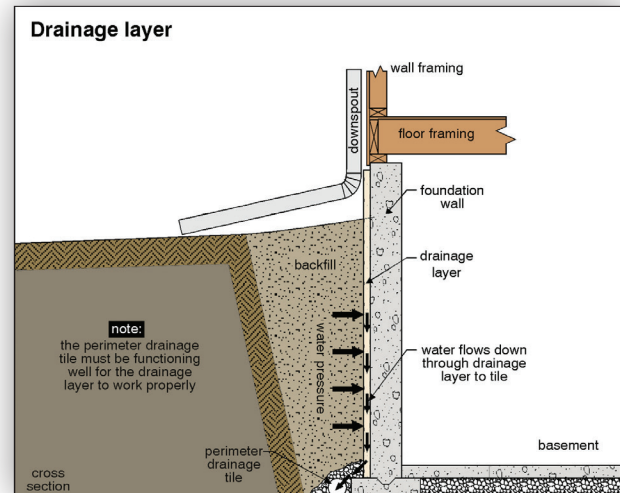 Drainage layer
wall framing
downspout
floor framing
foundation
wall
backfill
drainage
layer
note:
the perimeter drainage
tile must be functioning
well for the drainage
layer to work properly
water pressure
water flows down
through drainage
layer to tile
perimeter
drainage
tile
basement
cross
section